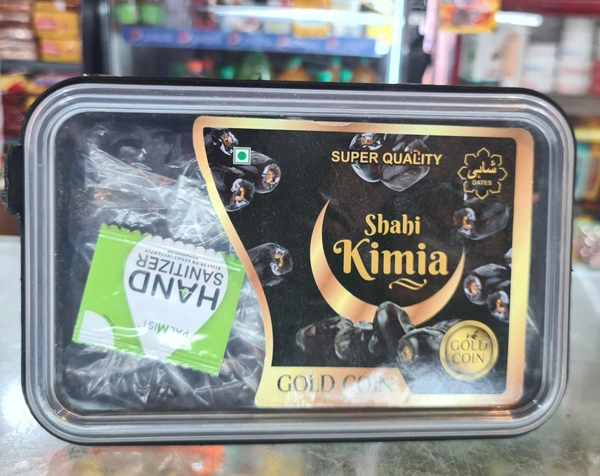 SUPER QUALITY
شاہی
DATES
Shahi
Kimia
GOLD COIN
GOLD
COIN
HAND
SANITIZER
PALMIST